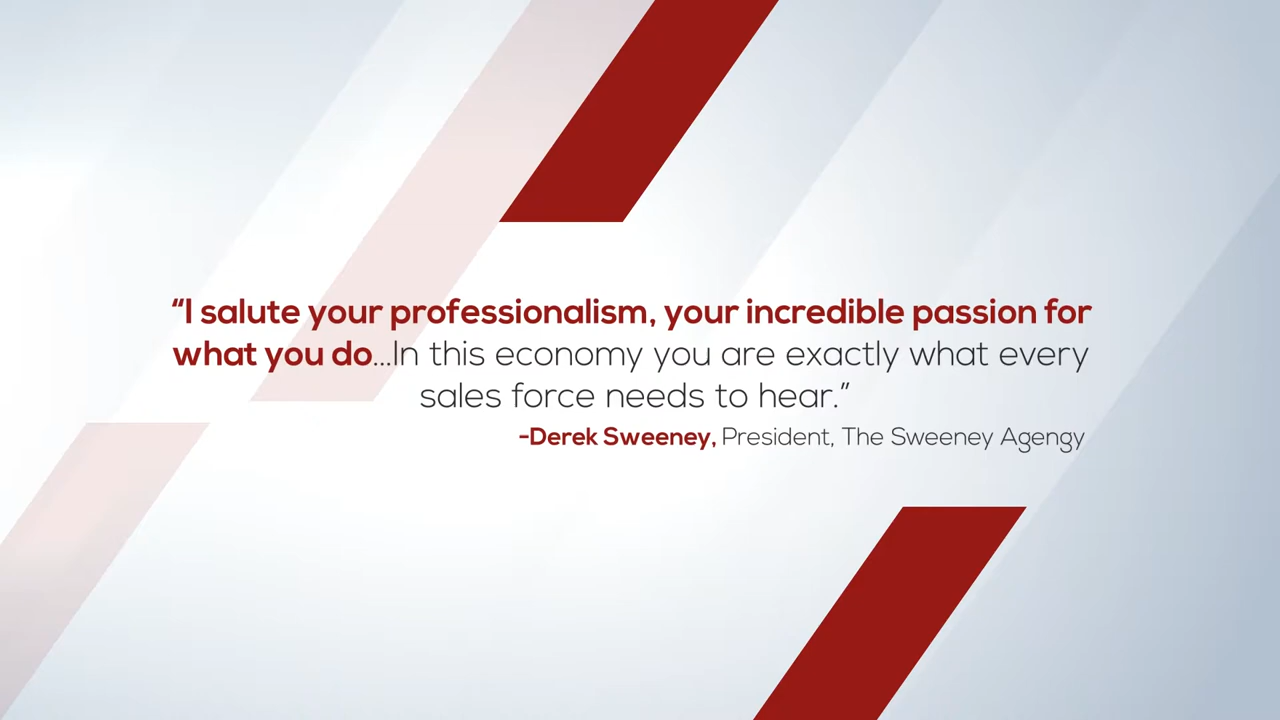 “I salute your professionalism, your incredible passion for
what you do...In this economy you are exactly what every
sales force needs to hear.”
-Derek Sweeney, President, The Sweeney Agengy